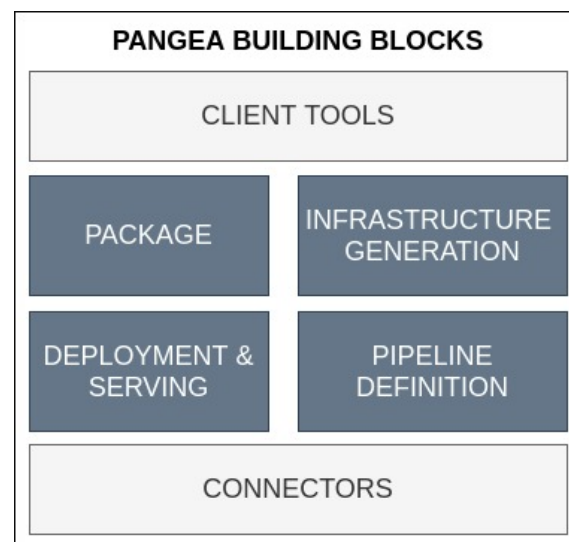 PANGEA BUILDING BLOCKS
CLIENT TOOLS
PACKAGE
INFRASTRUCTURE
GENERATION
DEPLOYMENT &
SERVING
PIPELINE
DEFINITION
CONNECTORS